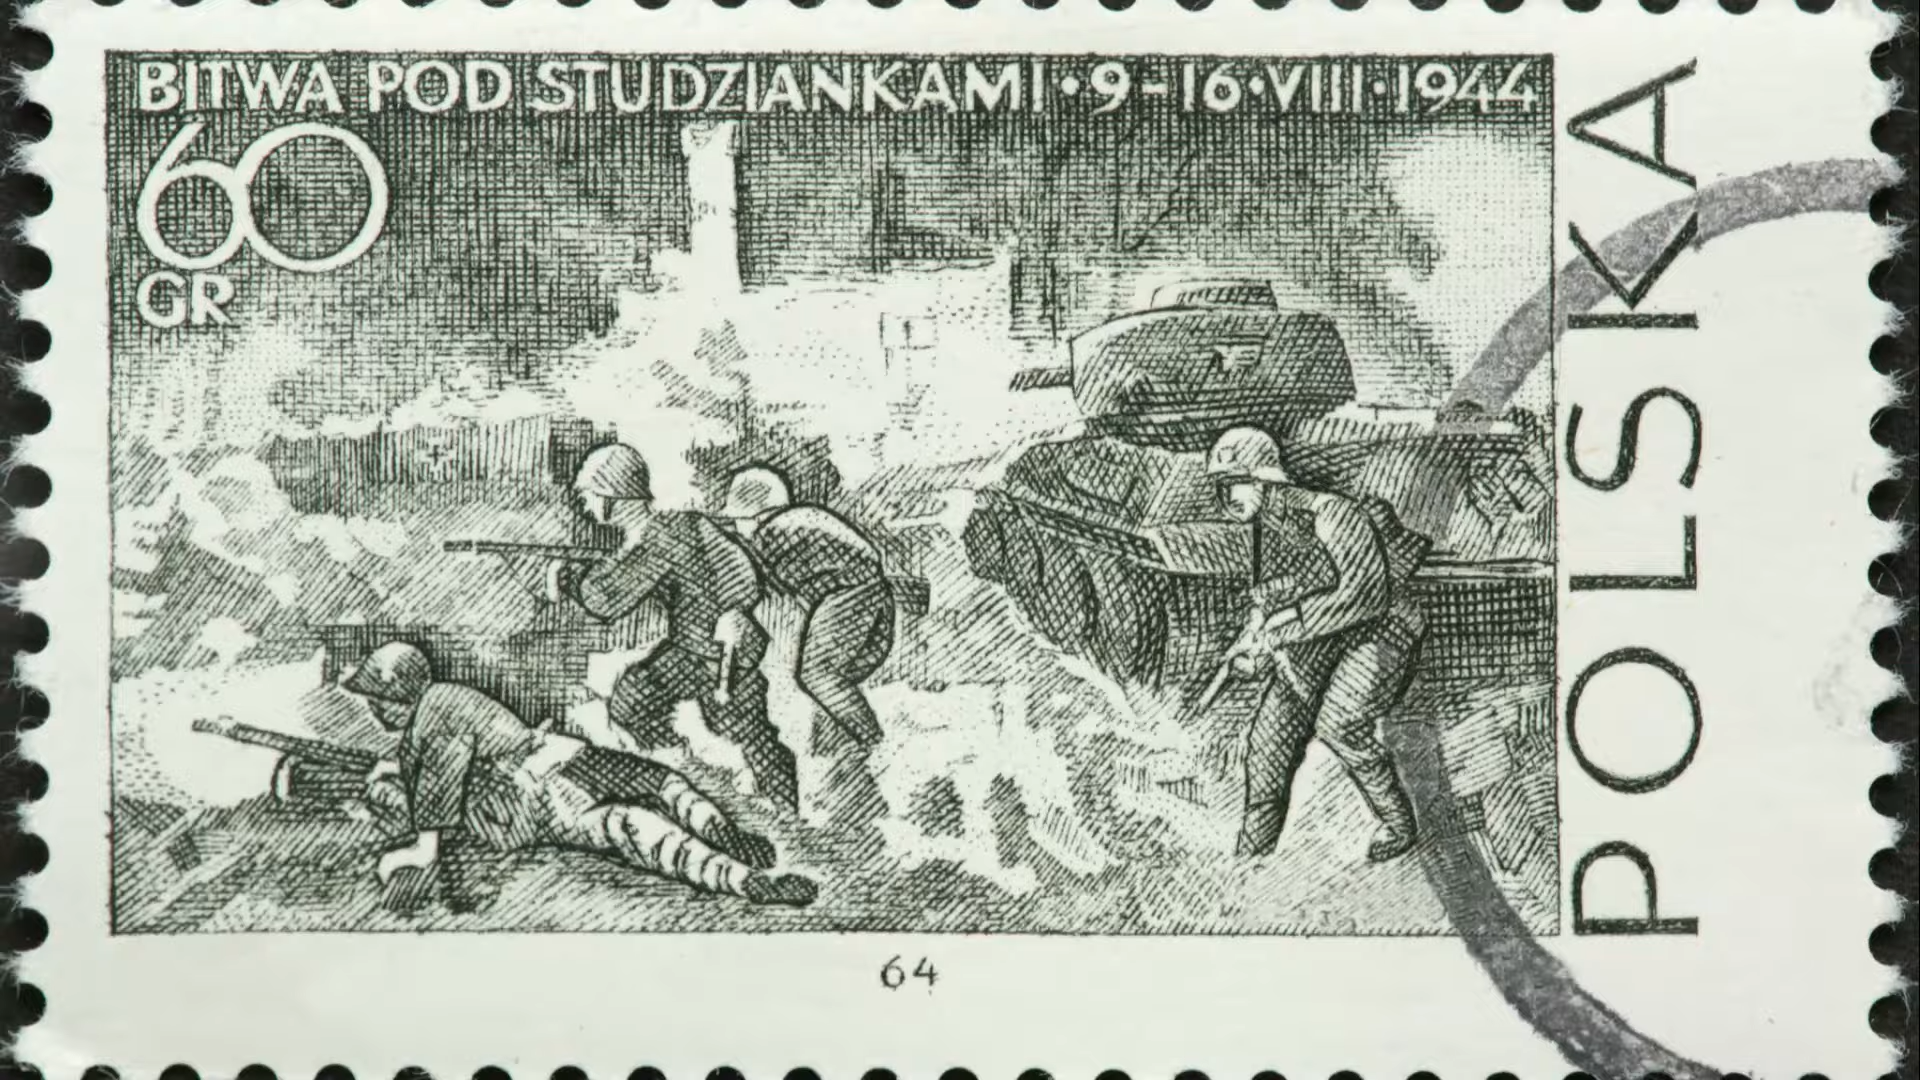 BITWA POD STUDZIANKAMI • 9-16•VIII•1944
60
GR
POLSKA
64